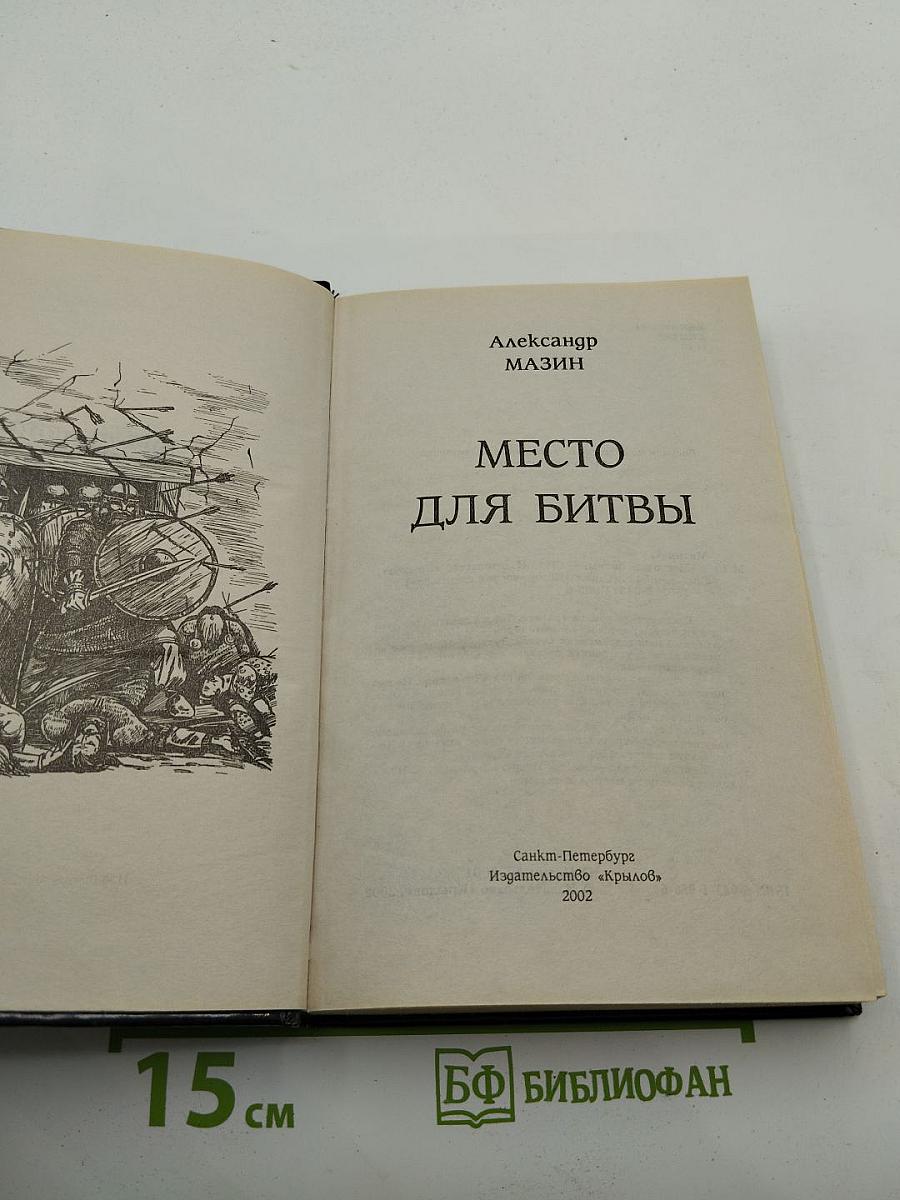 Александр
МАЗИН
МЕСТО
ДЛЯ БИТВЫ
Санкт-Петербург
Издательство «Крылов»
2002
15 см
БФ БИБЛИОФАН